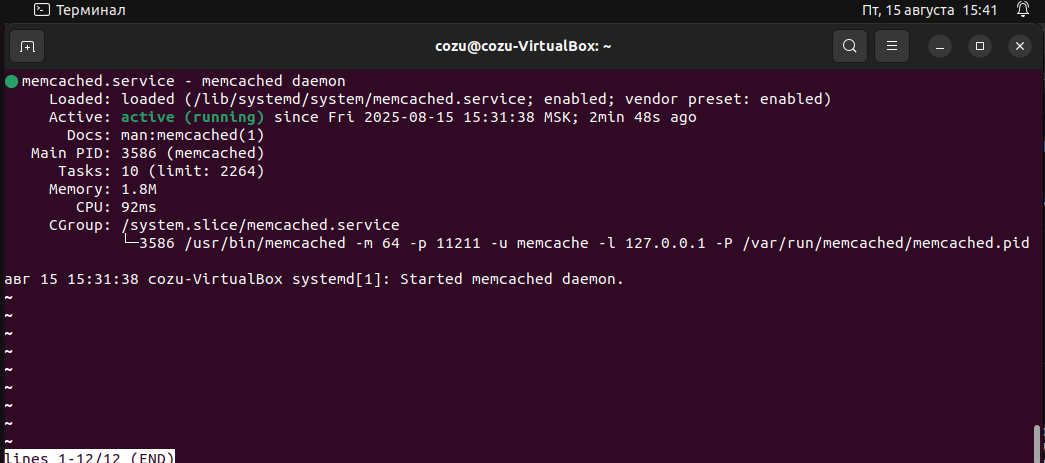 Терминал
Пт, 15 августа 15:41
cozu@cozu-VirtualBox: ~
memcached.service - memcached daemon
Loaded: loaded (/lib/systemd/system/memcached.service; enabled; vendor preset: enabled)
Active: active (running) since Fri 2025-08-15 15:31:38 MSK; 2min 48s ago
Docs: man:memcached(1)
Main PID: 3586 (memcached)
Tasks: 10 (limit: 2264)
Memory: 1.8M
CPU: 92ms
CGroup: /system.slice/memcached.service
└─3586 /usr/bin/memcached -m 64 -p 11211 -u memcache -l 127.0.0.1 -P /var/run/memcached/memcached.pid
авг 15 15:31:38 cozu-VirtualBox systemd[1]: Started memcached daemon.
~
~
~
~
~
~
~
~
~
lines 1-12/12 (END)